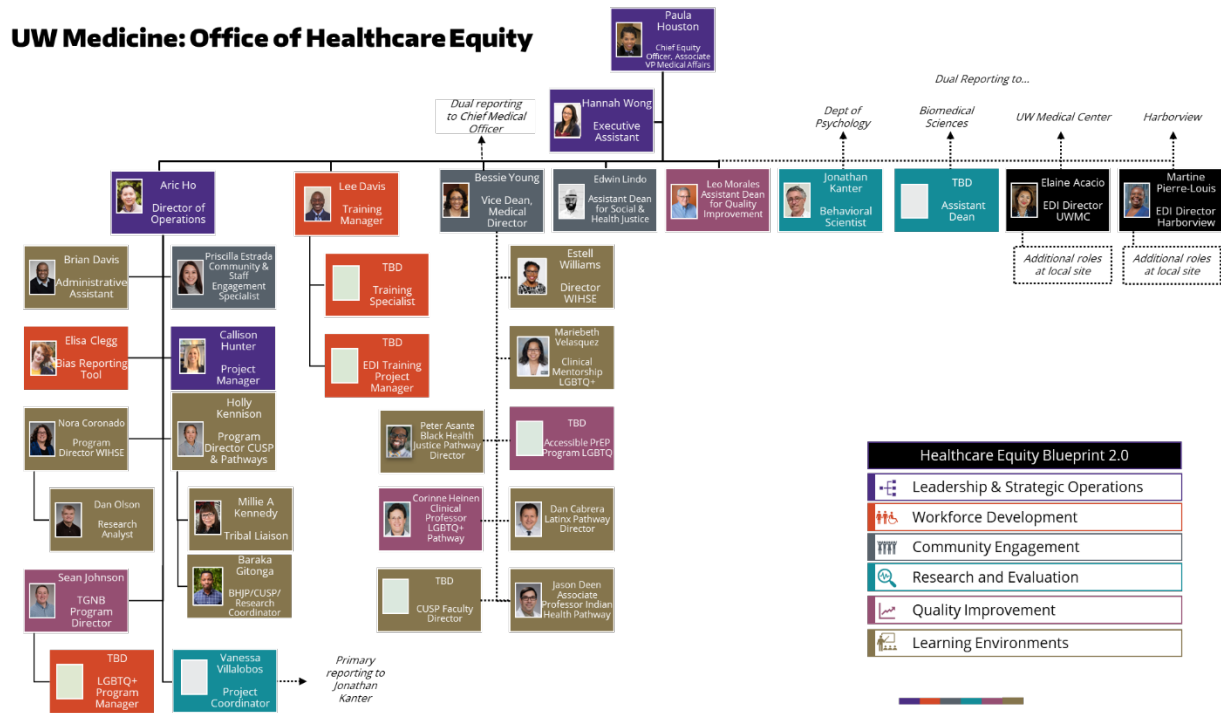 UW Medicine: Office of Healthcare Equity
Paula
Houston
Chief Equity
Officer, Associate
VP Medical Affairs
Hannah Wong
Executive
Assistant
Dual reporting
to Chief Medical
Officer
Dual Reporting to...
Dept of
Psychology
Biomedical
Sciences
UW Medical Center
Harborview
Aric Ho
Director of
Operations
Lee Davis
Training
Manager
Bessie Young
Vice Dean,
Medical
Director
Edwin Lindo
Assistant Dean
for Social &
Health Justice
Leo Morales
Assistant Dean
for Quality
Improvement
Jonathan
Kanter
Behavioral
Scientist
TBD
Assistant
Dean
Elaine Acacio
EDI Director
UWMC
Martine
Pierre-Louis
EDI Director
Harborview
Additional roles
at local site
Additional roles
at local site
Brian Davis
Administrative
Assistant
Priscilla Estrada
Community &
Staff
Engagement
Specialist
Elisa Clegg
Bias Reporting
Tool
Callison
Hunter
Project
Manager
Nora Coronado
Program
Director WIHSE
Holly
Kennison
Program
Director CUSP
& Pathways
Dan Olson
Research
Analyst
Millie A
Kennedy
Tribal Liaison
Baraka
Gitonga
BHJP/CUSP/
Research
Coordinator
Sean Johnson
TGNB
Program
Director
TBD
LGBTQ+
Program
Manager
Vanessa
Villalobos
Project
Coordinator
Primary
reporting to
Jonathan
Kanter
TBD
Training
Specialist
TBD
EDI Training
Project
Manager
Estell
Williams
Director
WIHSE
Mariebeth
Velasquez
Clinical
Mentorship
LGBTQ+
Peter Asante
Black Health
Justice Pathway
Director
TBD
Accessible PrEP
Program LGBTQ
Corinne Heinen
Clinical
Professor
LGBTQ+
Pathway
Dan Cabrera
Latinx Pathway
Director
TBD
CUSP Faculty
Director
Jason Deen
Associate
Professor Indian
Health Pathway
Healthcare Equity Blueprint 2.0
Leadership & Strategic Operations
Workforce Development
Community Engagement
Research and Evaluation
Quality Improvement
Learning Environments